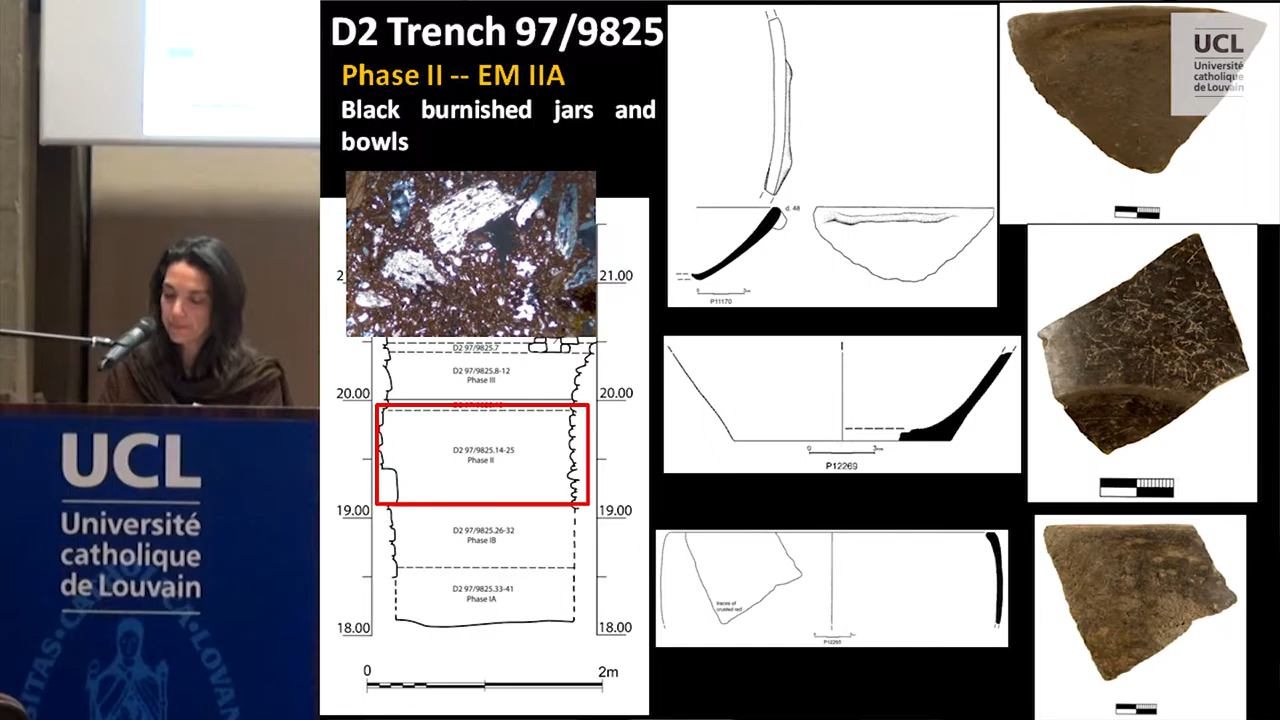 D2 Trench 97/9825
Phase II -- EM IIA
Black burnished jars and
bowls
21.00
D2 97/9825.7
D2 97/9825.8-12
Phase III
20.00
20.00
D2 97/9825.14-25
Phase II
19.00
19.00
D2 97/9825.26-32
Phase IB
D2 97/9825.33-41
Phase IA
18.00
18.00
0
2m
d. 48
P11170
P12269
traces of
crusted red
UCL
Université
catholique
de Louvain
UCL
Université
catholique
de Louvain